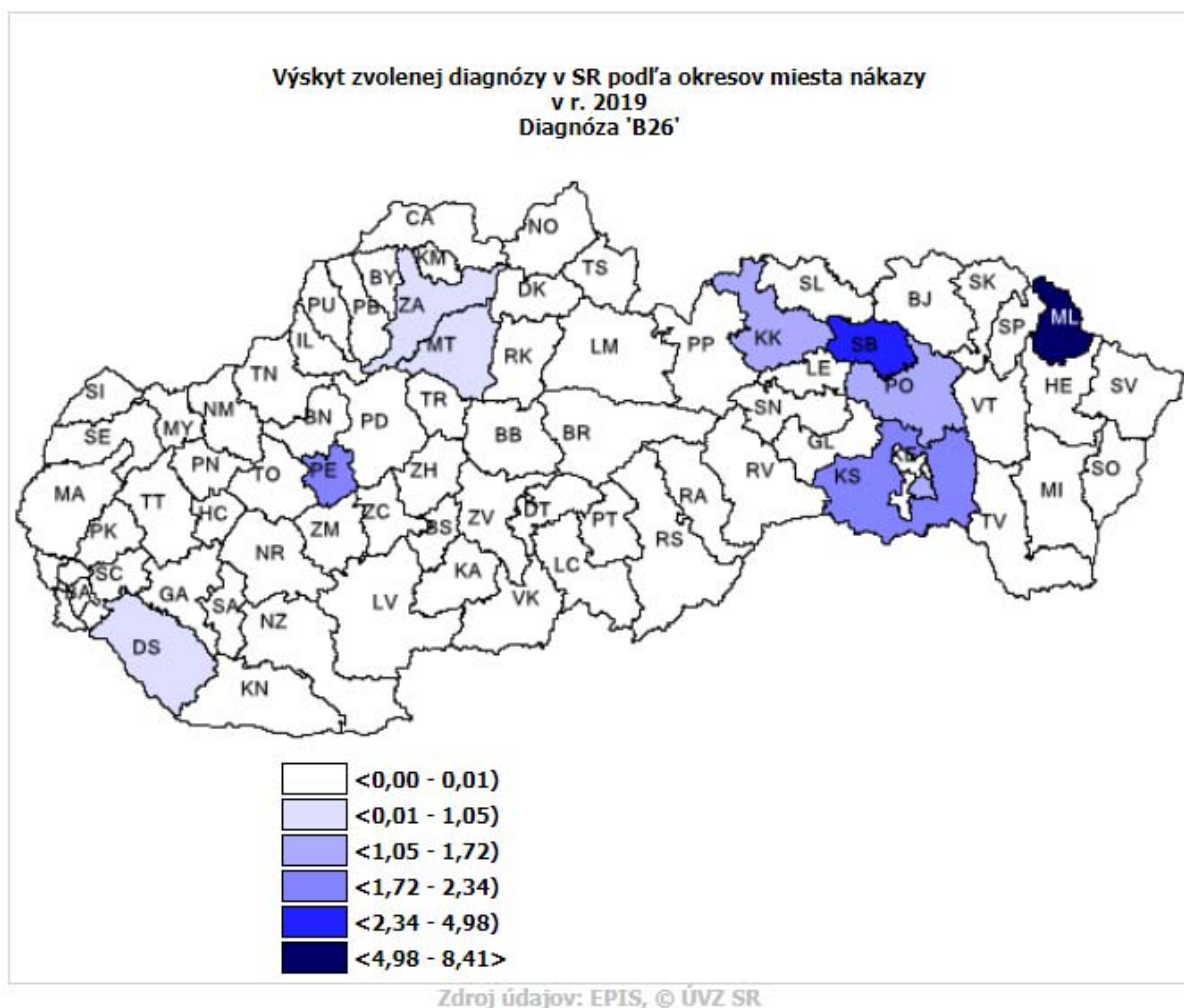 Výskyt zvolenej diagnózy v SR podľa okresov miesta nákazy
v r. 2019
Diagnóza 'B26'
CA
NO
KM
TS
BY
DK
PU
PB
ZA
IL
MT
RK
LM
PP
KK
SL
BJ
SK
SP
ML
SB
LE
PO
HE
SV
SI
TN
SE
MY
NM
BN
PD
TR
BB
BR
SN
GL
VT
MA
PN
TO
PE
ZH
RV
KS
KE
MI
SO
TT
PK
HC
ZM
ZC
BS
ZV
DT
PT
RA
RS
TV
NR
KA
LC
SC
BA
GA
SA
NZ
LV
VK
DS
KN
<0,00 - 0,01)
<0,01 - 1,05)
<1,05 - 1,72)
<1,72 - 2,34)
<2,34 - 4,98)
<4,98 - 8,41>
Zdroj údajov: EPIS, © ÚVZ SR